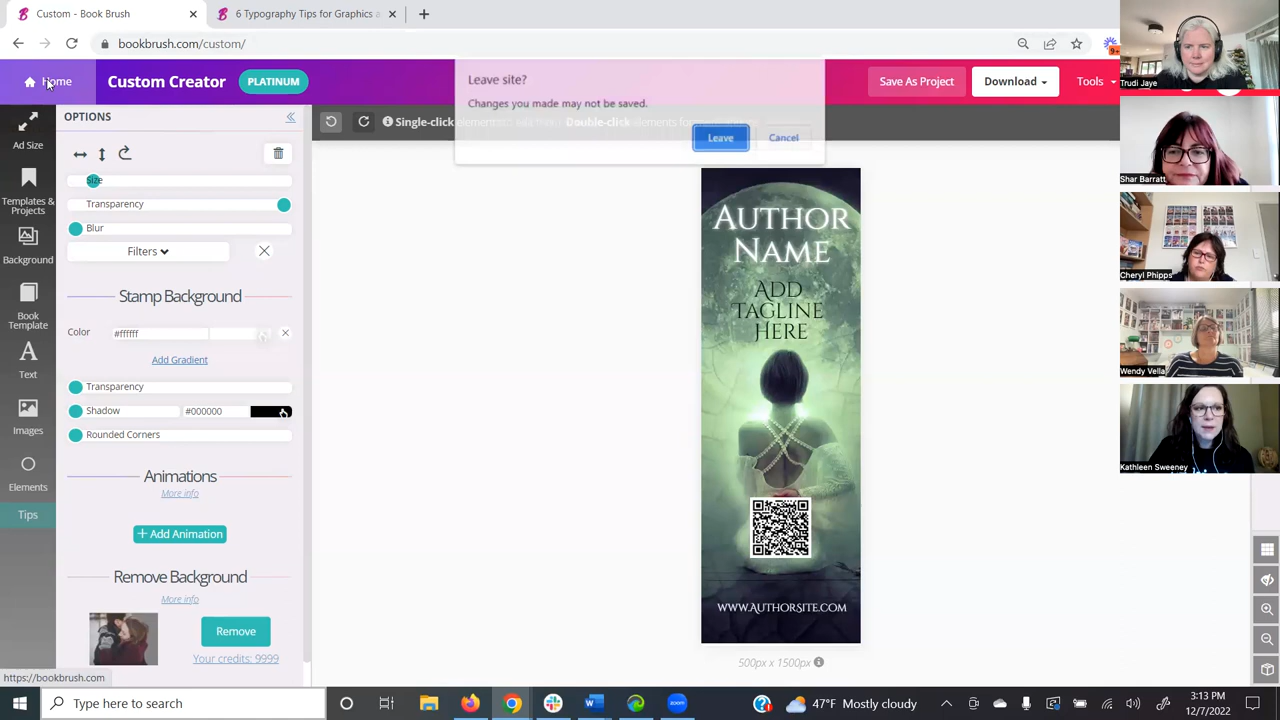 Book Brush
Tips for Graphics a
bookbrush.com/custom/
9+
Home
Custom Creator
PLATINUM
Leave site?
Changes you made may not be saved.
Leave
Cancel
Save As Project
Download
Tools
OPTIONS
Single-click
Double-click
Ad Size
Templates &
Projects
Background
Book
Template
Text
Images
Elements
Tips
Size
Transparency
Blur
Filters
Stamp Background
Color
#ffffff
Add Gradient
Transparency
Shadow
#000000
Rounded Corners
Animations
More info
+ Add Animation
Remove Background
More info
Remove
Your credits: 9999
https://bookbrush.com
Author
Name
Add
Tagline
Here
www.AuthorSite.com
500px x 1500px
Trudi Jaye
Shar Barratt
Cheryl Phipps
Wendy Vella
Kathleen Sweeney
Type here to search
47°F Mostly cloudy
3:13 PM
12/7/2022